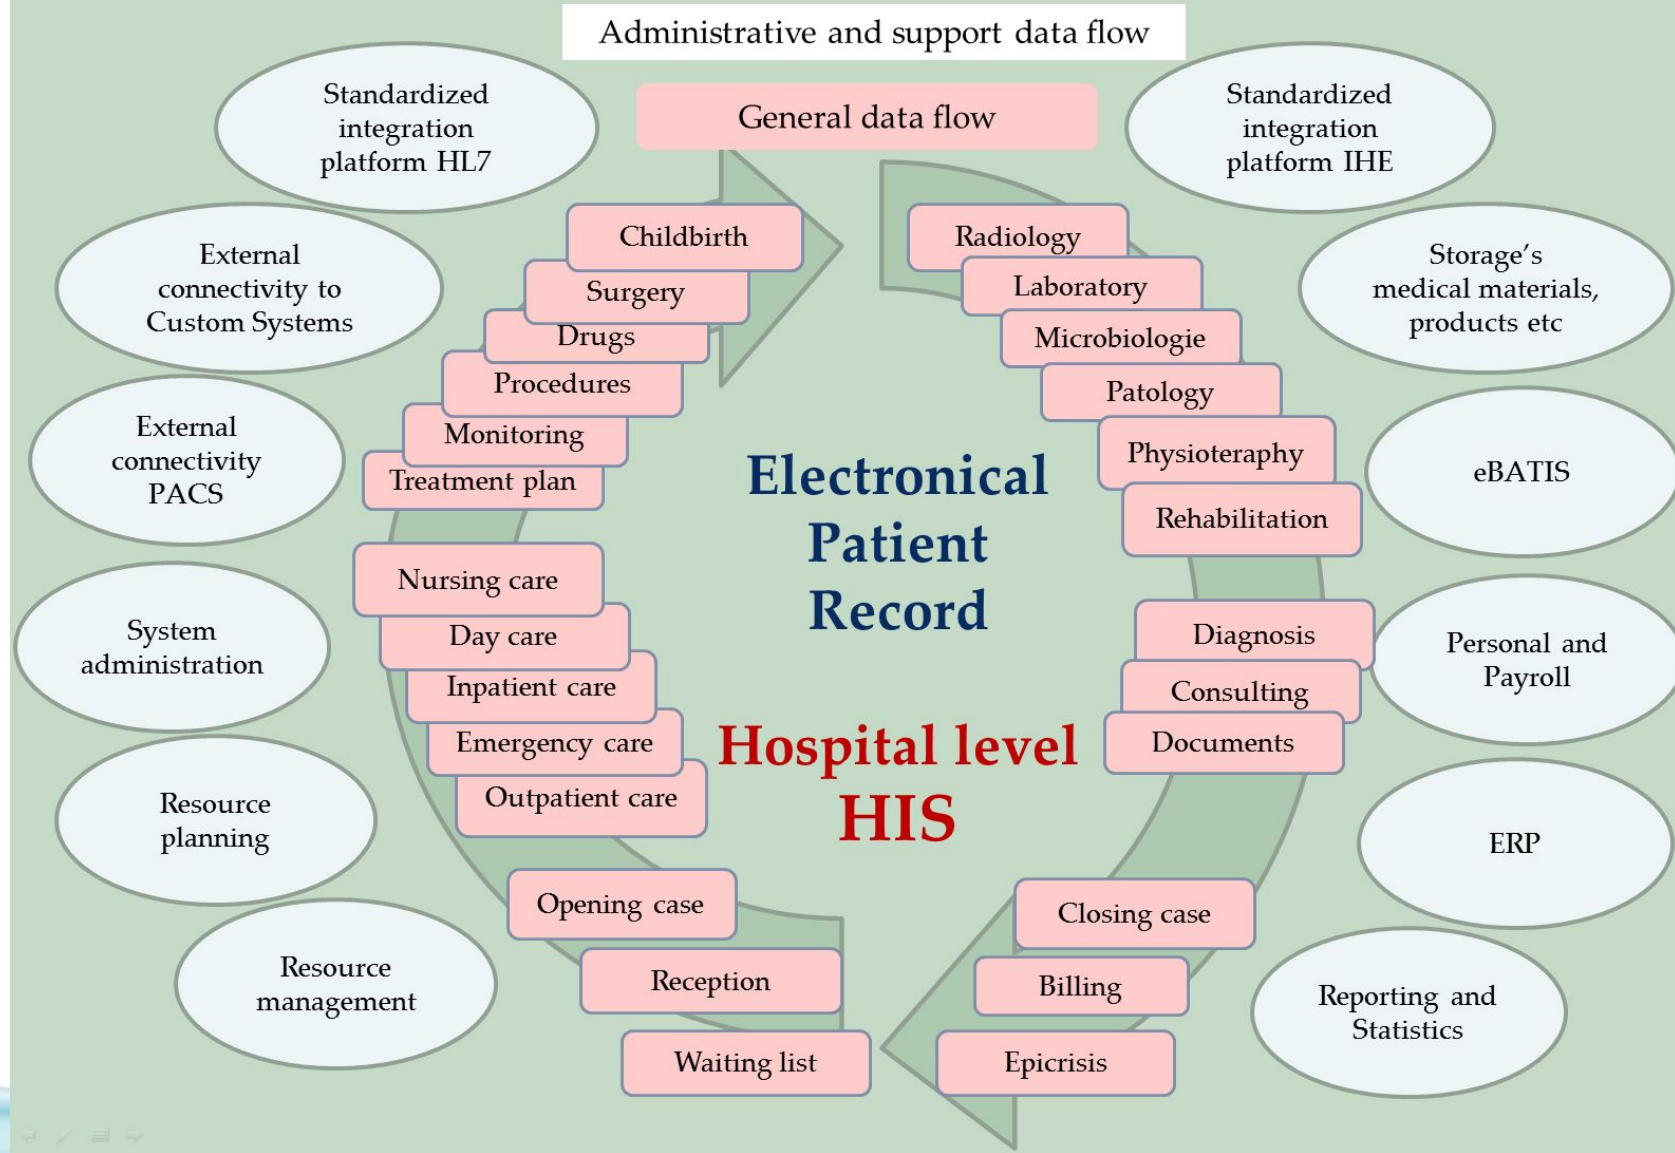 Administrative and support data flow
General data flow
Standardized
integration
platform HL7
External
connectivity to
Custom Systems
External
connectivity
PACS
System
administration
Resource
planning
Resource
management
Childbirth
Surgery
Drugs
Procedures
Monitoring
Treatment plan
Nursing care
Day care
Inpatient care
Emergency care
Outpatient care
Opening case
Reception
Waiting list
Electronical
Patient
Record
Hospital level
HIS
Radiology
Laboratory
Microbiologie
Patology
Physioteraphy
Rehabilitation
Diagnosis
Consulting
Documents
Closing case
Billing
Epicrisis
Standardized
integration
platform IHE
Storage’s
medical materials,
products etc
eBATIS
Personal and
Payroll
ERP
Reporting and
Statistics